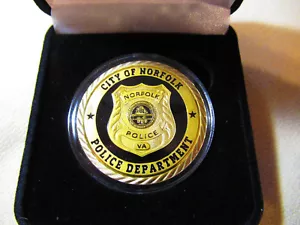 CITY OF NORFOLK
NORFOLK
POLICE
VA
POLICE DEPARTMENT